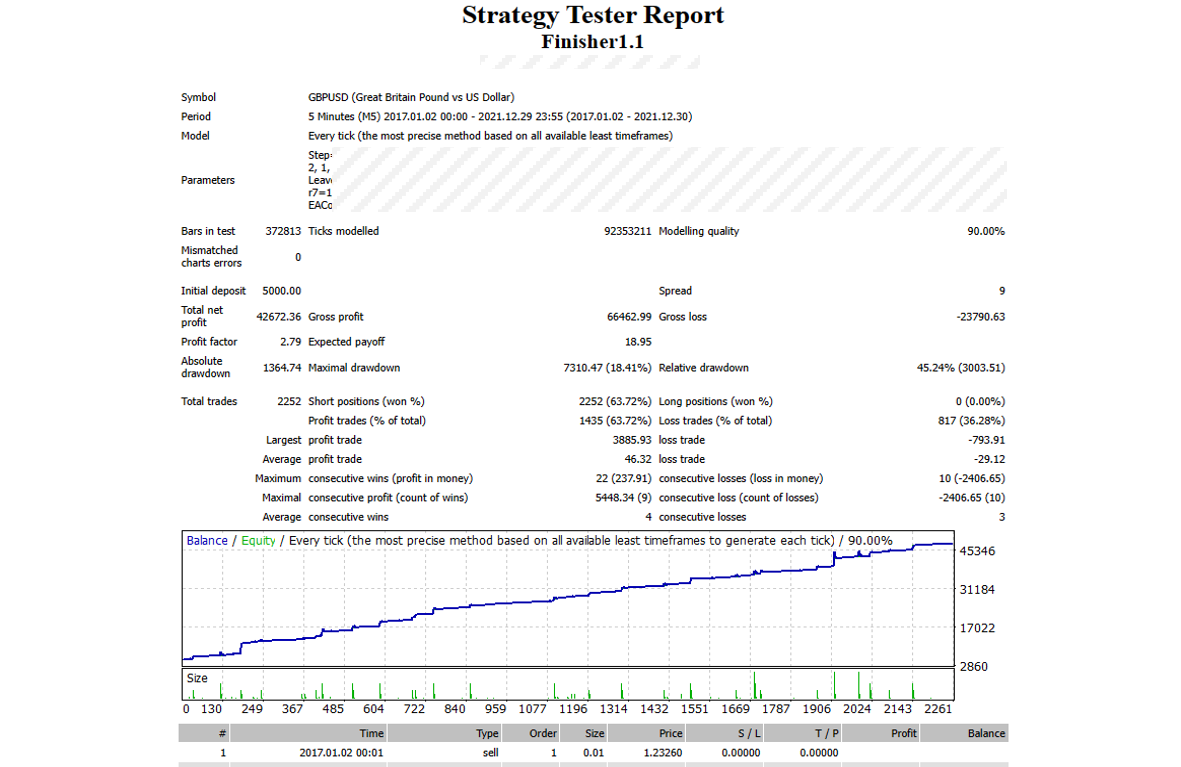 Strategy Tester Report
Finisher1.1
Symbol GBPUSD (Great Britain Pound vs US Dollar)
Period 5 Minutes (M5) 2017.01.02 00:00 - 2021.12.29 23:55 (2017.01.02 - 2021.12.30)
Model Every tick (the most precise method based on all available least timeframes)
Step
2, 1,
Parameters
r7=1
Bars in test 372813 Ticks modelled 92353211 Modelling quality 90.00%
Mismatched
charts errors 0
Initial deposit 5000.00 Spread 9
Total net
profit 42672.36 Gross profit 66462.99 Gross loss -23790.63
Profit factor 2.79 Expected payoff 18.95
Absolute
drawdown 1364.74 Maximal drawdown 7310.47 (18.41%) Relative drawdown 45.24% (3003.51)
Total trades 2252 Short positions (won %) 2252 (63.72%) Long positions (won %) 0 (0.00%)
Profit trades (% of total) 1435 (63.72%) Loss trades (% of total) 817 (36.28%)
Largest profit trade 3885.93 loss trade -793.91
Average profit trade 46.32 loss trade -29.12
Maximum consecutive wins (profit in money) 22 (237.91) consecutive losses (loss in money) 10 (-2406.65)
Maximal consecutive profit (count of wins) 5448.34 (9) consecutive loss (count of losses) -2406.65 (10)
Average consecutive wins 4 consecutive losses 3
Balance / Equity / Every tick (the most precise method based on all available least timeframes to generate each tick) / 90.00%
45346
31184
17022
2860
Size
0 130 249 367 485 604 722 840 959 1077 1196 1314 1432 1551 1669 1787 1906 2024 2143 2261
# Time Type Order Size Price S / L T / P Profit Balance
1 2017.01.02 00:01 sell 1 0.01 1.23260 0.00000 0.00000